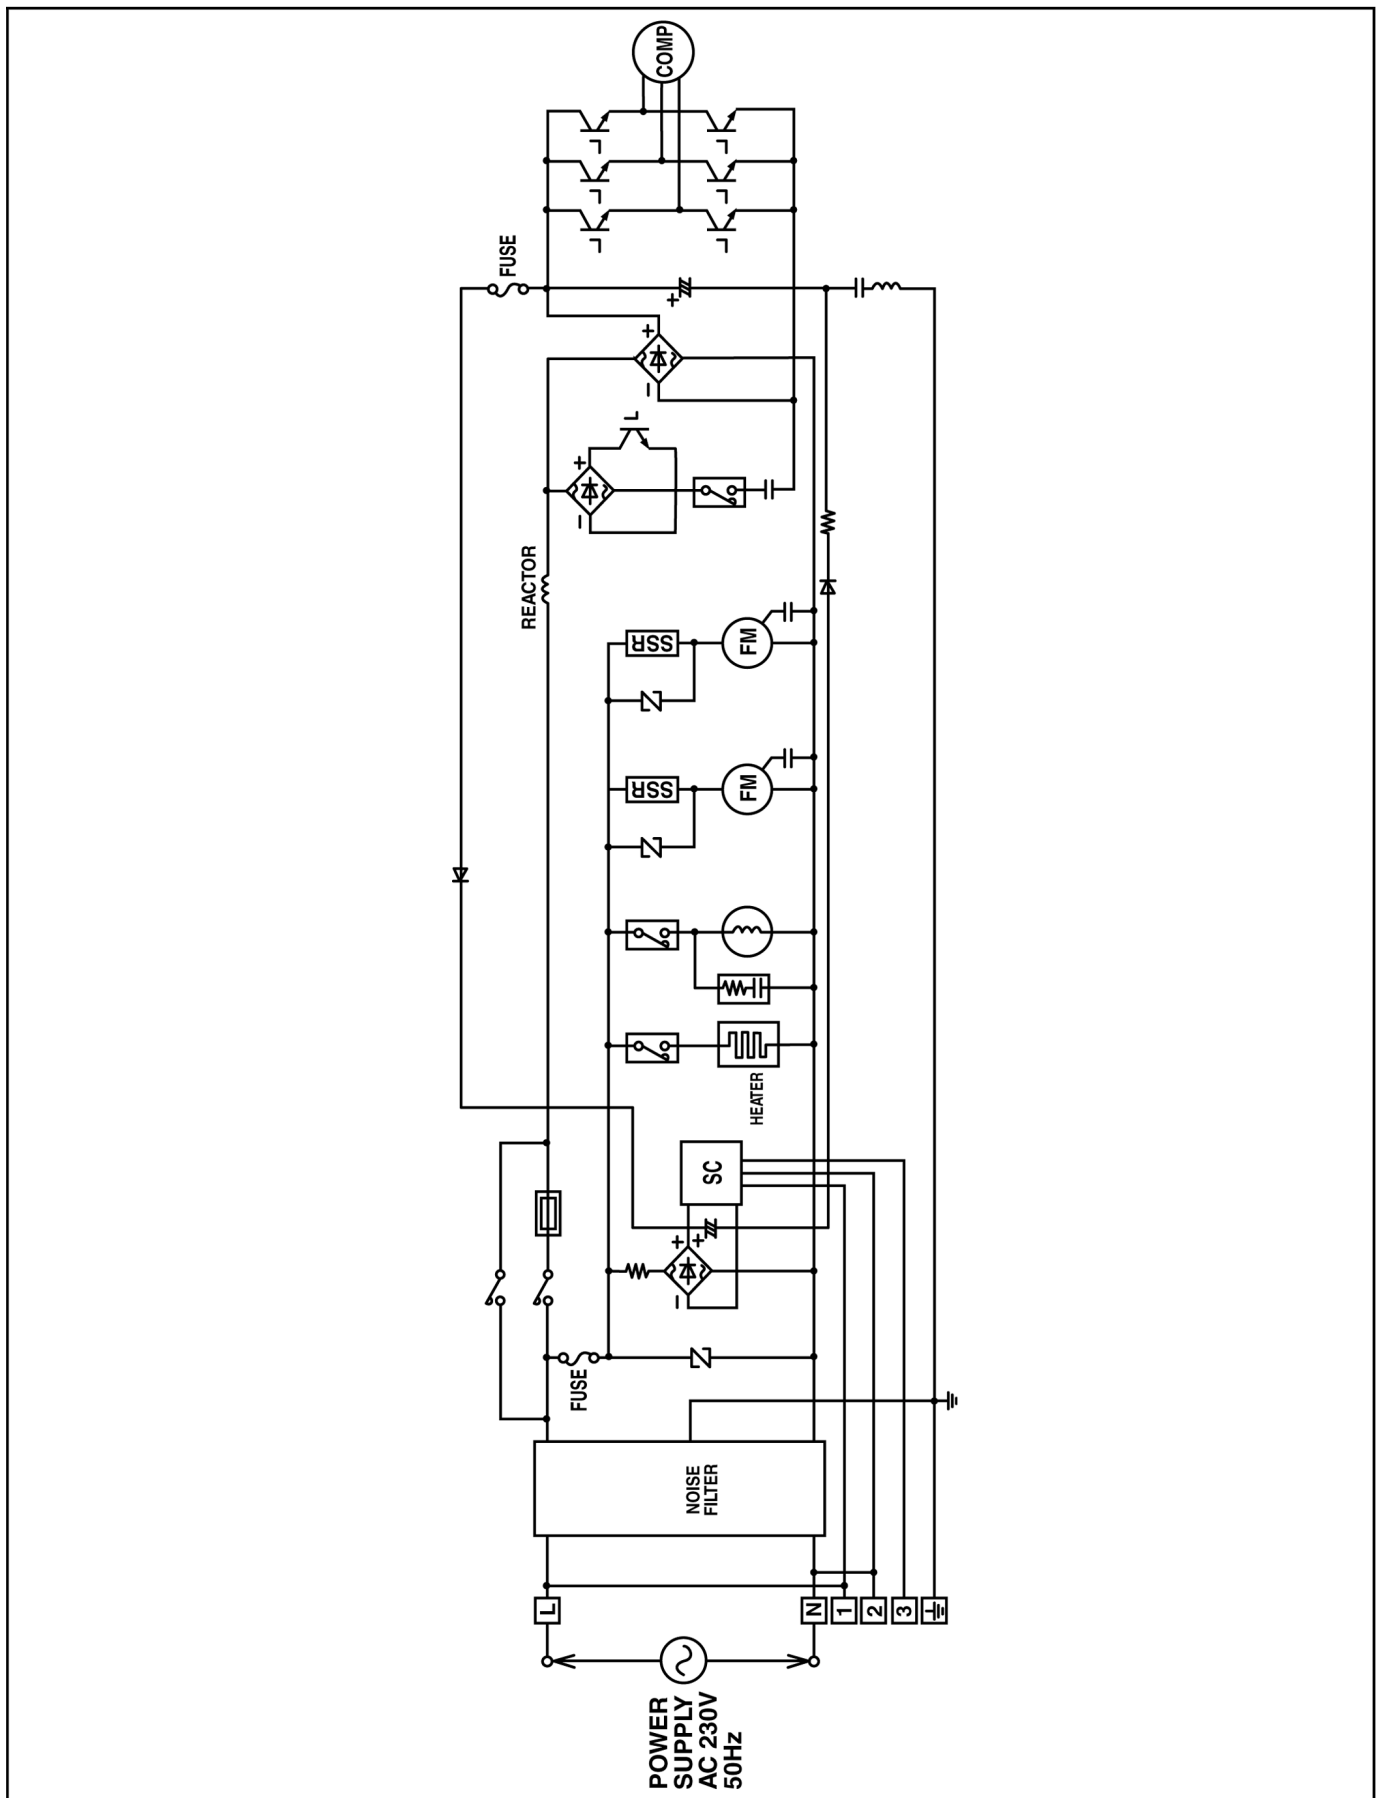 COMP
FUSE
+
+
−
L
+
−
REACTOR
SSR
FM
SSR
FM
HEATER
SC
+
+
−
FUSE
NOISE
FILTER
L
N
1
2
3
POWER
SUPPLY
AC 230V
50Hz